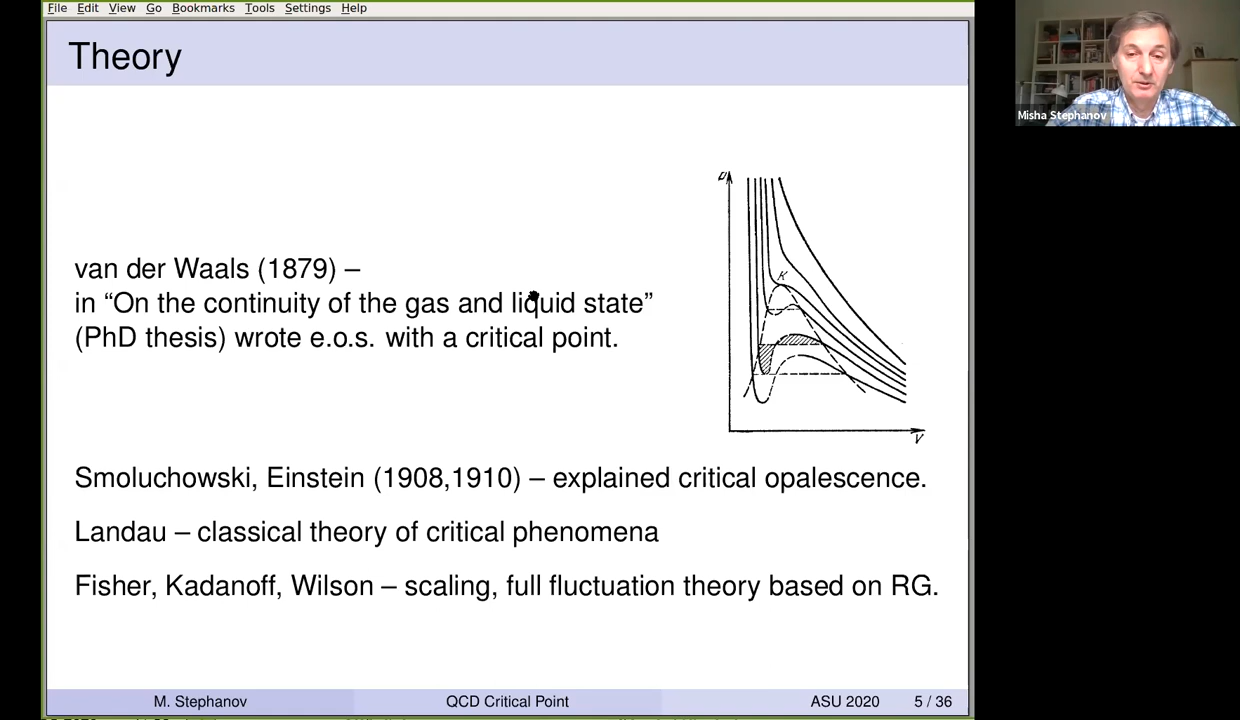 File Edit View Go Bookmarks Tools Settings Help
Theory
Misha Stephanov
van der Waals (1879) –
in “On the continuity of the gas and liquid state”
(PhD thesis) wrote e.o.s. with a critical point.
K
V
Smoluchowski, Einstein (1908,1910) – explained critical opalescence.
Landau – classical theory of critical phenomena
Fisher, Kadanoff, Wilson – scaling, full fluctuation theory based on RG.
M. Stephanov QCD Critical Point ASU 2020 5 / 36